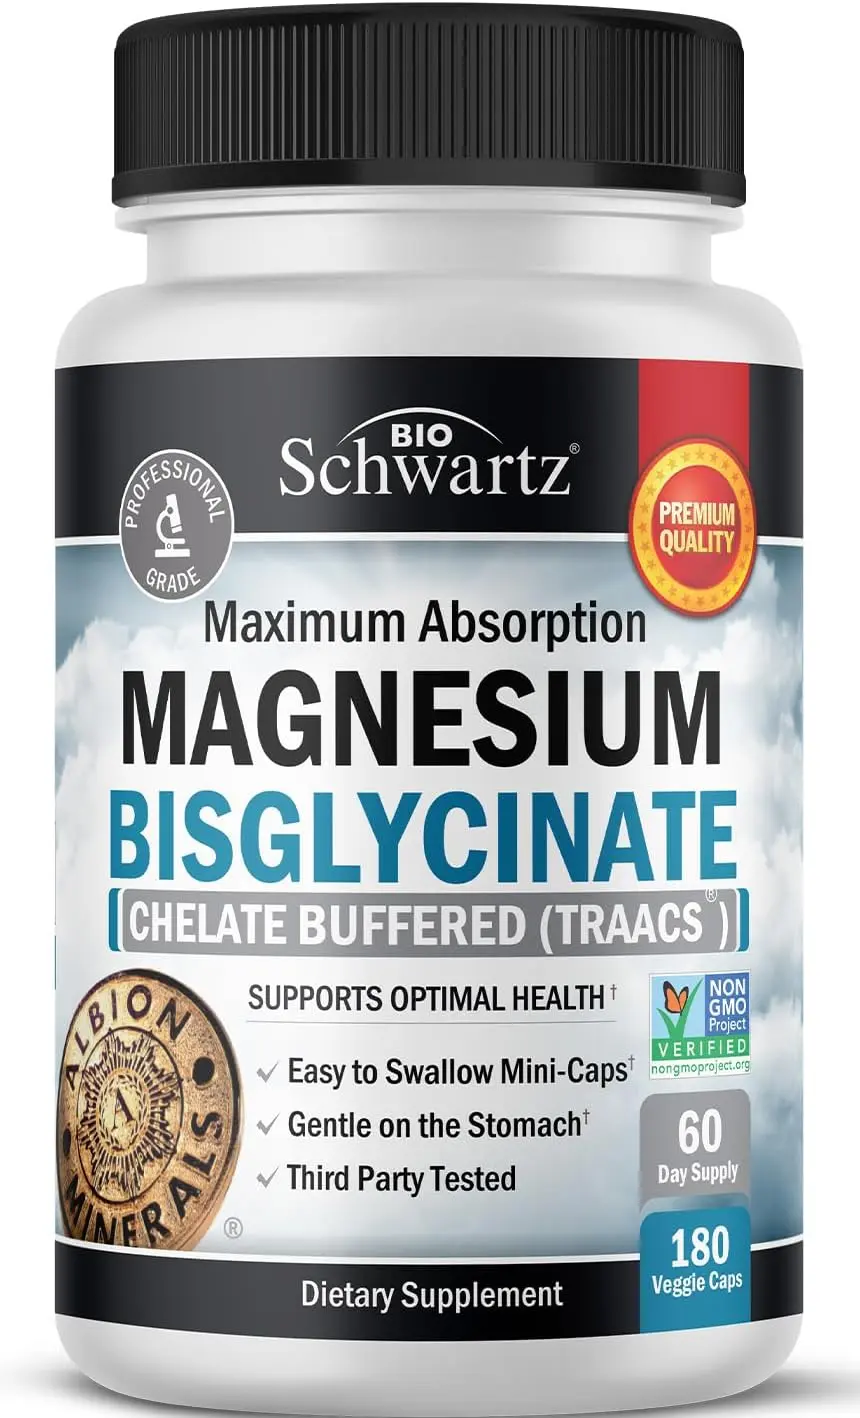 BIO
Schwartz®
PROFESSIONAL
GRADE
PREMIUM
QUALITY
Maximum Absorption
MAGNESIUM
BISGLYCINATE
CHELATE BUFFERED (TRAACS®)
ALBION
A
MINERALS
®
SUPPORTS OPTIMAL HEALTH†
Easy to Swallow Mini-Caps†
Gentle on the Stomach†
Third Party Tested
NON
GMO
Project
VERIFIED
nongmoproject.org
60
Day Supply
180
Veggie Caps
Dietary Supplement